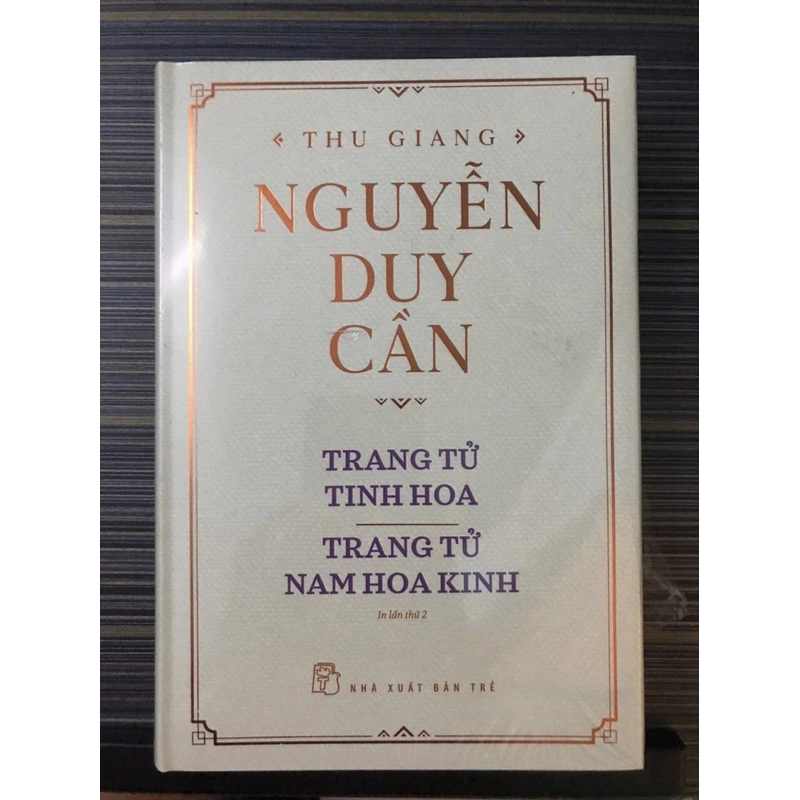 THU GIANG
NGUYỄN
DUY
CẦN
TRANG TỬ
TINH HOA
TRANG TỬ
NAM HOA KINH
In lần thứ 2
NHÀ XUẤT BẢN TRẺ